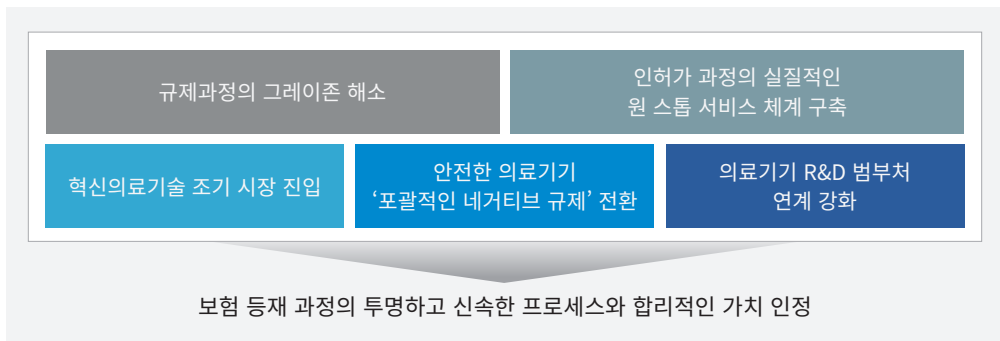 규제과정의 그레이존 해소
인허가 과정의 실질적인
원 스톱 서비스 체계 구축
혁신의료기술 조기 시장 진입
안전한 의료기기
‘포괄적인 네거티브 규제’ 전환
의료기기 R&D 범부처
연계 강화
보험 등재 과정의 투명하고 신속한 프로세스와 합리적인 가치 인정